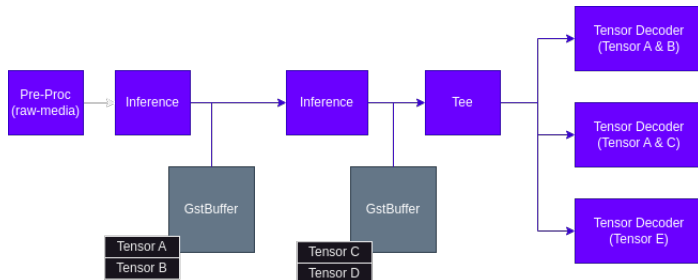 Pre-Proc
(raw-media)
Inference
Inference
Tee
Tensor Decoder
(Tensor A & B)
Tensor Decoder
(Tensor A & C)
Tensor Decoder
(Tensor E)
GstBuffer
Tensor A
Tensor B
GstBuffer
Tensor C
Tensor D